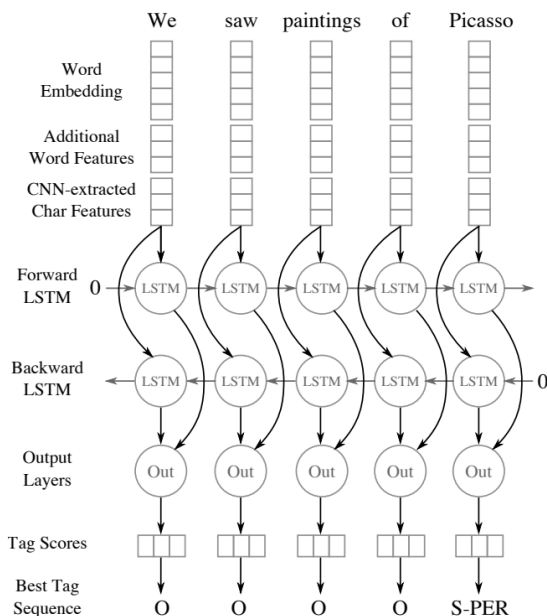 We saw paintings of Picasso
Word
Embedding
Additional
Word Features
CNN-extracted
Char Features
Forward
LSTM
0 LSTM LSTM LSTM LSTM LSTM
Backward
LSTM
LSTM LSTM LSTM LSTM LSTM 0
Output
Layers
Out Out Out Out Out
Tag Scores
Best Tag
Sequence
O O O O S-PER